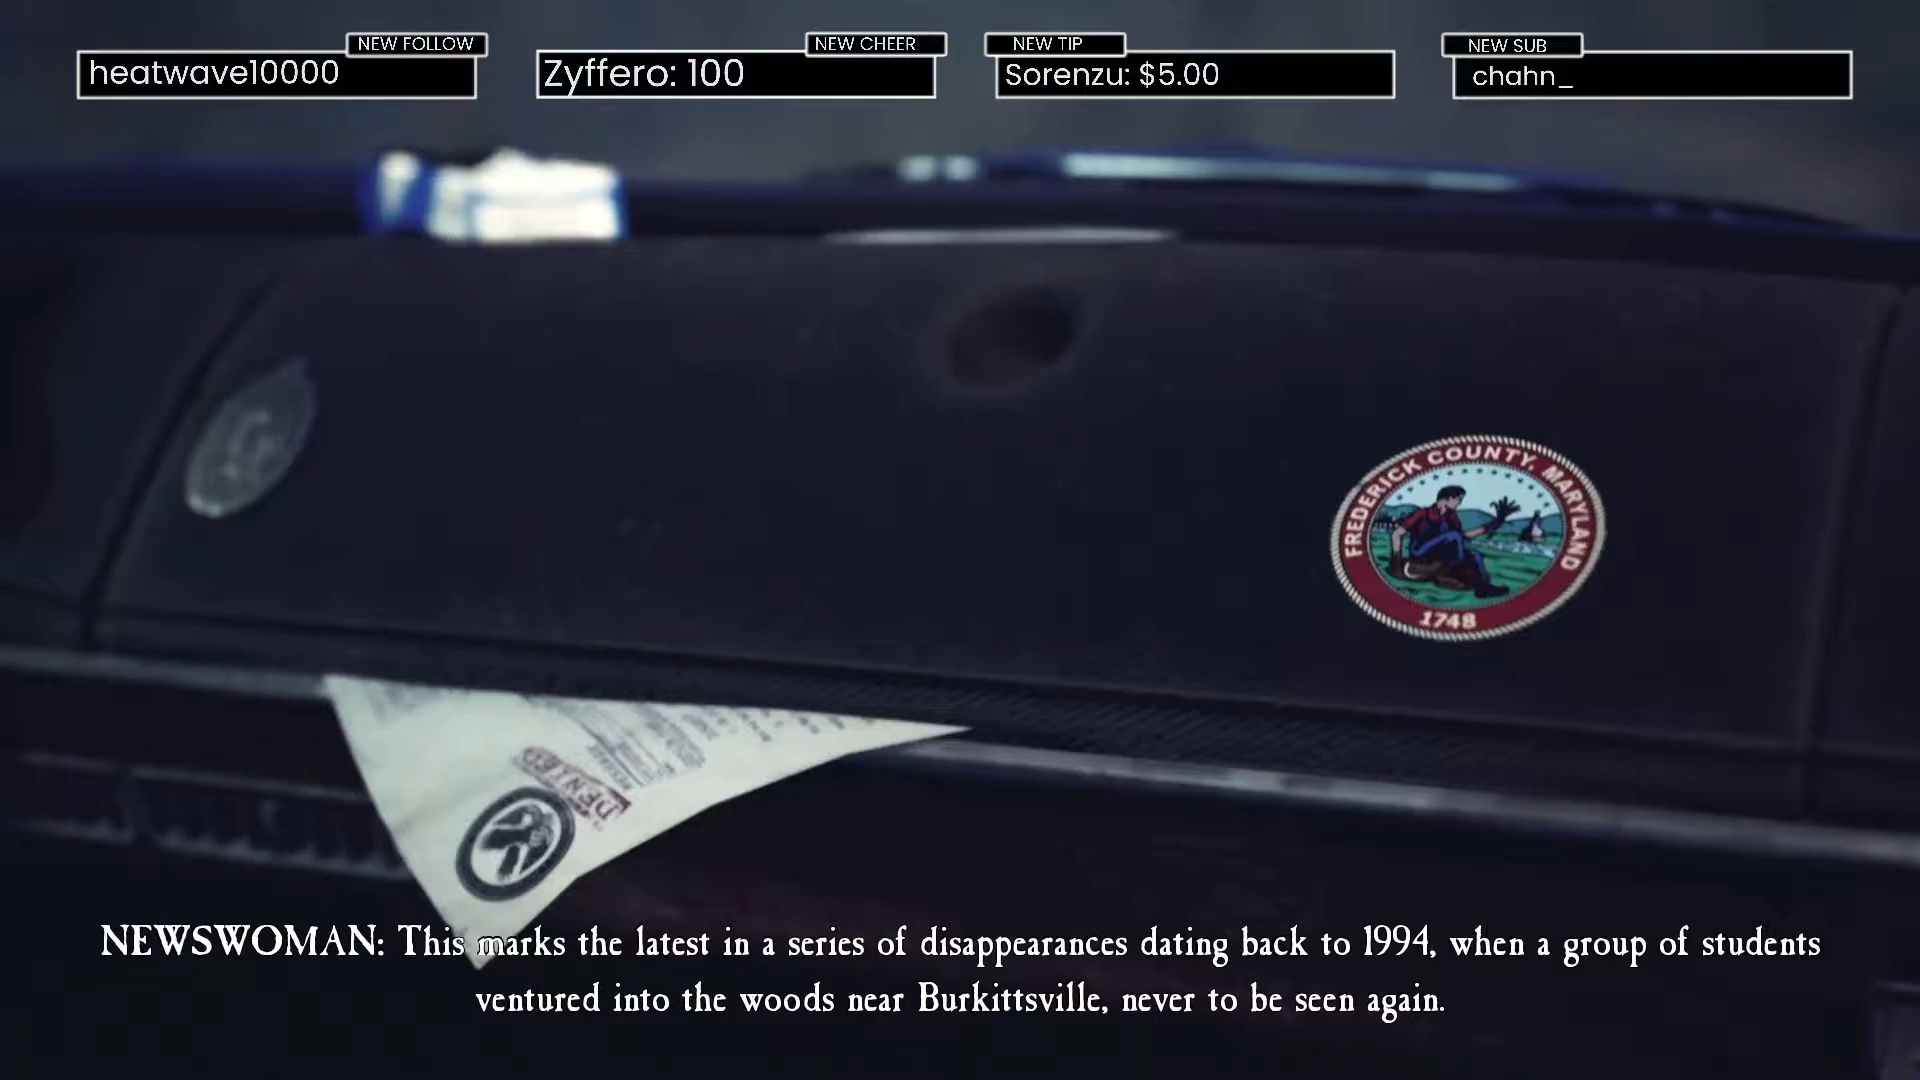 NEW FOLLOW
heatwave10000
NEW CHEER
Zyffero: 100
NEW TIP
Sorenzu: $5.00
NEW SUB
chahn_
FREDERICK COUNTY, MARYLAND
1748
DENIED
NEWSWOMAN: This marks the latest in a series of disappearances dating back to 1994, when a group of students
ventured into the woods near Burkittsville, never to be seen again.